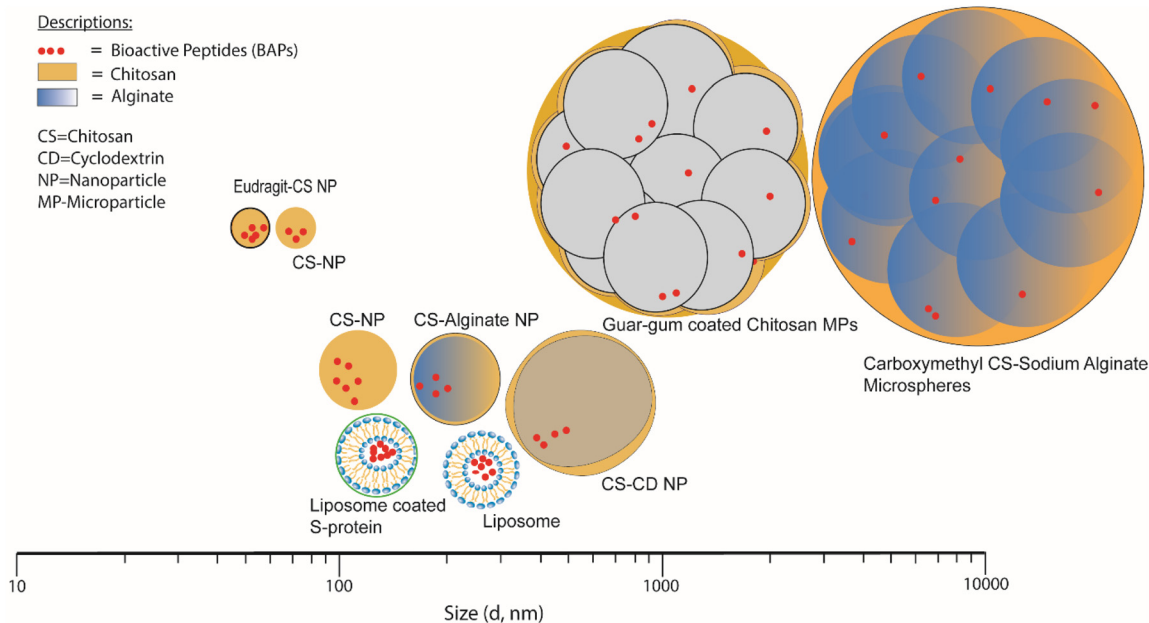 Descriptions:
= Bioactive Peptides (BAPs)
= Chitosan
= Alginate
CS=Chitosan
CD=Cyclodextrin
NP=Nanoparticle
MP-Microparticle
Eudragit-CS NP
CS-NP
CS-NP
CS-Alginate NP
Guar-gum coated Chitosan MPs
Carboxymethyl CS-Sodium Alginate
Microspheres
CS-CD NP
Liposome coated
S-protein
Liposome
10
100
1000
10000
Size (d, nm)